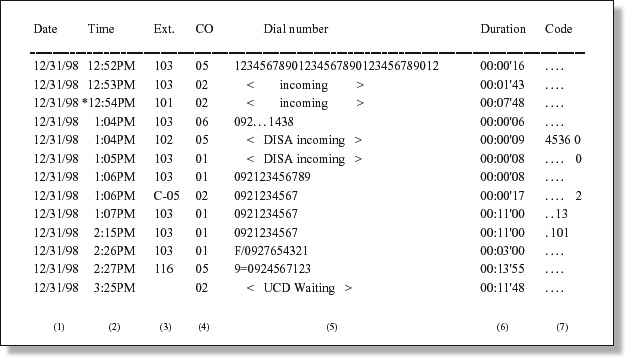 Date Time Ext. CO Dial number Duration Code
12/31/98 12:52PM 103 05 12345678901234567890123456789012 00:00'16 ....
12/31/98 12:53PM 103 02 < incoming > 00:01'43 ....
12/31/98 *12:54PM 101 02 < incoming > 00:07'48 ....
12/31/98 1:04PM 103 06 092...1438 00:00'06 ....
12/31/98 1:04PM 102 05 < DISA incoming > 00:00'09 4536 0
12/31/98 1:05PM 103 01 < DISA incoming > 00:00'08 .... 0
12/31/98 1:06PM 103 01 092123456789 00:00'08 ....
12/31/98 1:06PM C-05 02 0921234567 00:00'17 .... 2
12/31/98 1:07PM 103 01 0921234567 00:11'00 ..13
12/31/98 2:15PM 103 01 0921234567 00:11'00 .101
12/31/98 2:26PM 103 01 F/0927654321 00:03'00 ....
12/31/98 2:27PM 116 05 9=0924567123 00:13'55 ....
12/31/98 3:25PM 02 < UCD Waiting > 00:11'48 ....
(1) (2) (3) (4) (5) (6) (7)